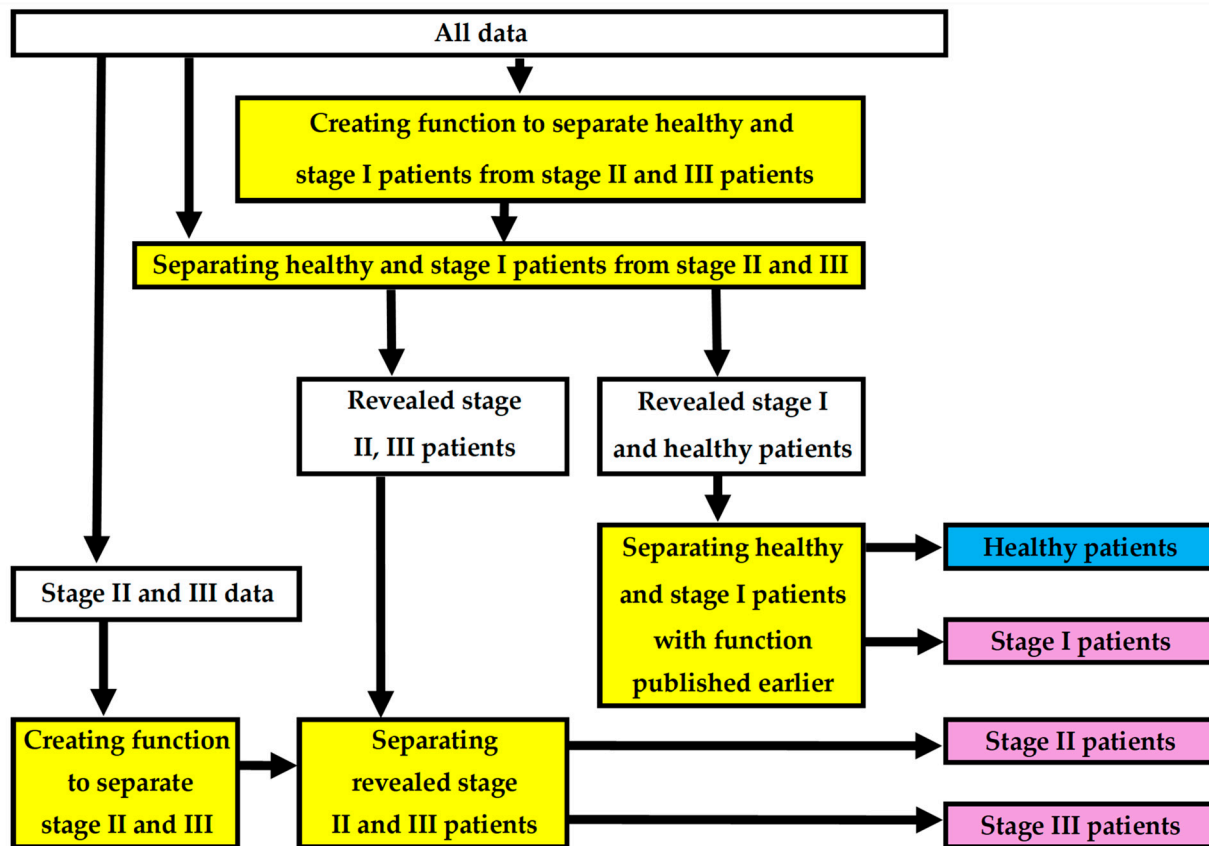 All data
Creating function to separate healthy and
stage I patients from stage II and III patients
Separating healthy and stage I patients from stage II and III
Revealed stage
II, III patients
Revealed stage I
and healthy patients
Separating healthy
and stage I patients
with function
published earlier
Healthy patients
Stage I patients
Stage II and III data
Creating function
to separate
stage II and III
Separating
revealed stage
II and III patients
Stage II patients
Stage III patients